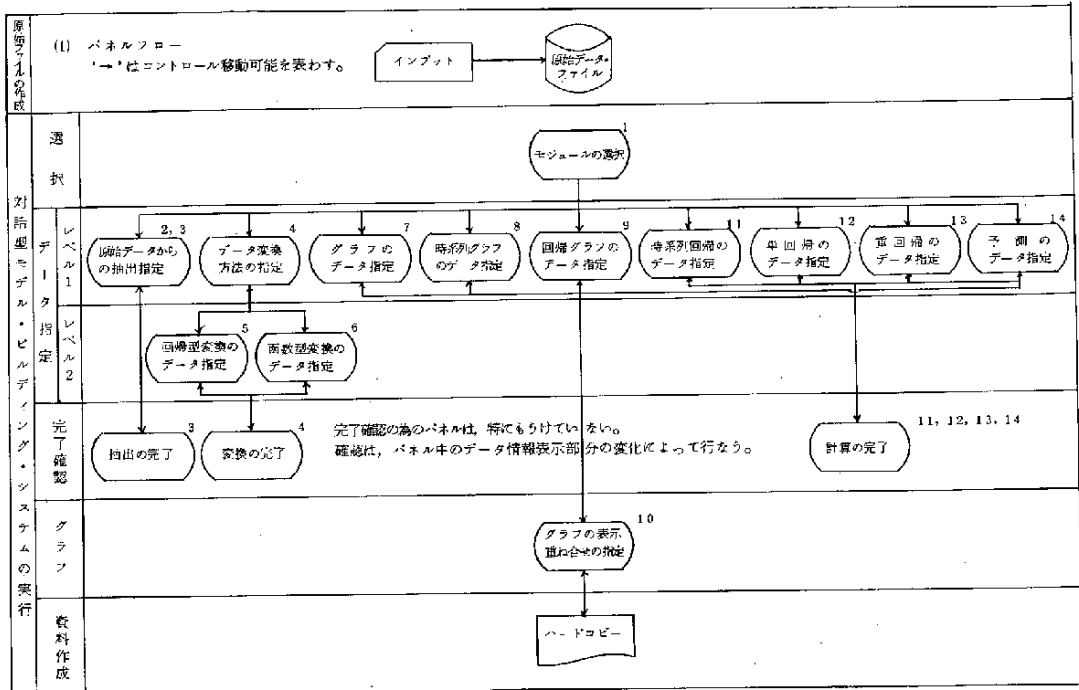 原始ファイルの作成
(1) パネルフロー
'→'はコントロール移動可能を表わす。
インプット
原始データ・
ファイル
対話型モデル・ビルディング・システムの実行
選択
1
モジュールの選択
データ指定
レベル1
2, 3
原始データから
の抽出指定
4
データ変換
方法の指定
7
グラフの
データ指定
8
時系列グラフ
のデータ指定
9
回帰グラフの
データ指定
11
時系列回帰の
データ指定
12
単回帰の
データ指定
13
重回帰の
データ指定
14
予測の
データ指定
レベル2
5
回帰型変換の
データ指定
6
函数型変換の
データ指定
完了確認
3
抽出の完了
4
変換の完了
完了確認の為のパネルは,特にもうけていない。
確認は,パネル中のデータ情報表示部分の変化によって行なう。
11, 12, 13, 14
計算の完了
グラフ
10
グラフの表示
重ね合せの指定
資料作成
ハードコピー